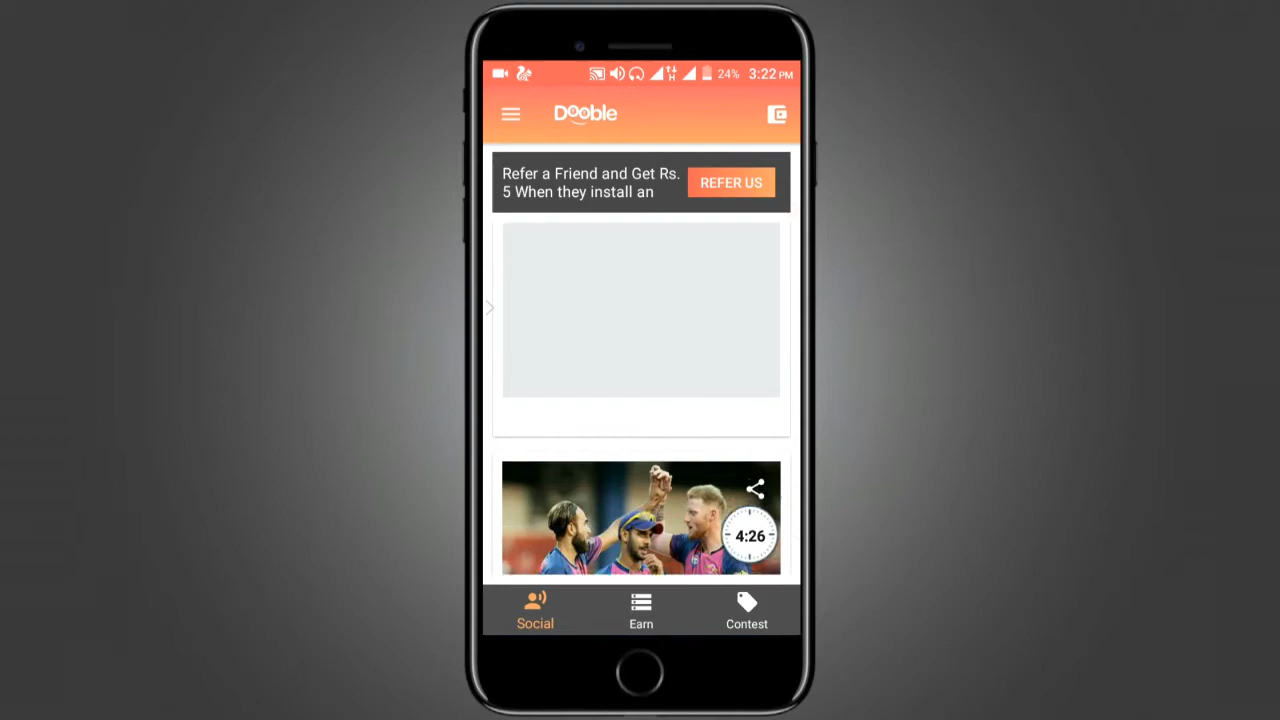 24% 3:22 PM
Dooble
Refer a Friend and Get Rs.
5 When they install an
REFER US
4:26
Social
Earn
Contest